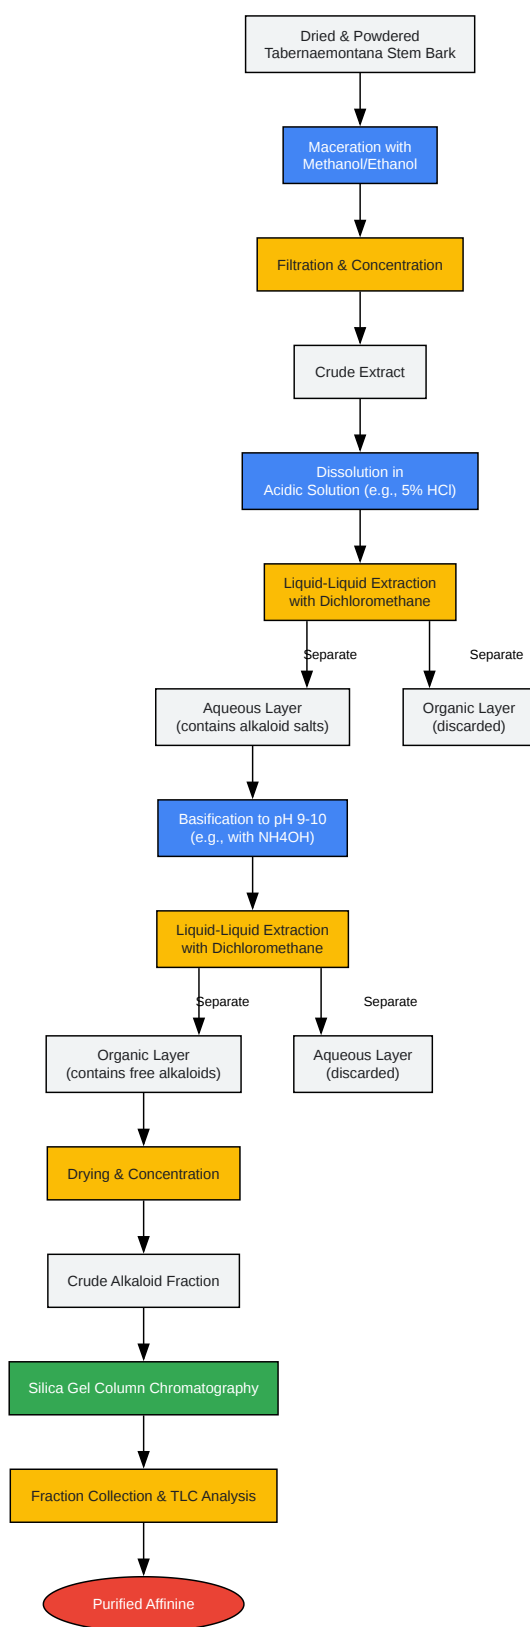 Dried & Powdered
Tabernaemontana Stem Bark
Maceration with
Methanol/Ethanol
Filtration & Concentration
Crude Extract
Dissolution in
Acidic Solution (e.g., 5% HCl)
Liquid-Liquid Extraction
with Dichloromethane
Separate
Separate
Aqueous Layer
(contains alkaloid salts)
Organic Layer
(discarded)
Basification to pH 9-10
(e.g., with NH4OH)
Liquid-Liquid Extraction
with Dichloromethane
Separate
Separate
Organic Layer
(contains free alkaloids)
Aqueous Layer
(discarded)
Drying & Concentration
Crude Alkaloid Fraction
Silica Gel Column Chromatography
Fraction Collection & TLC Analysis
Purified Affinine